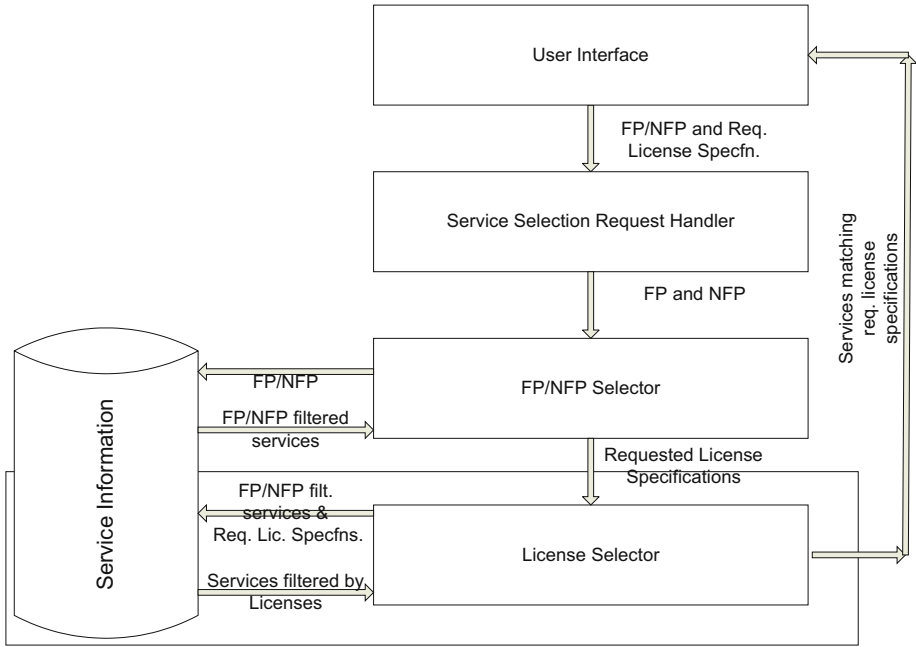 User Interface
FP/NFP and Req.
License Specfn.
Service Selection Request Handler
FP and NFP
Services matching
req. license
specifications
FP/NFP Selector
FP/NFP
FP/NFP filtered
services
Service Information
Requested License
Specifications
FP/NFP filt.
services &
Req. Lic. Specfns.
License Selector
Services filtered by
Licenses